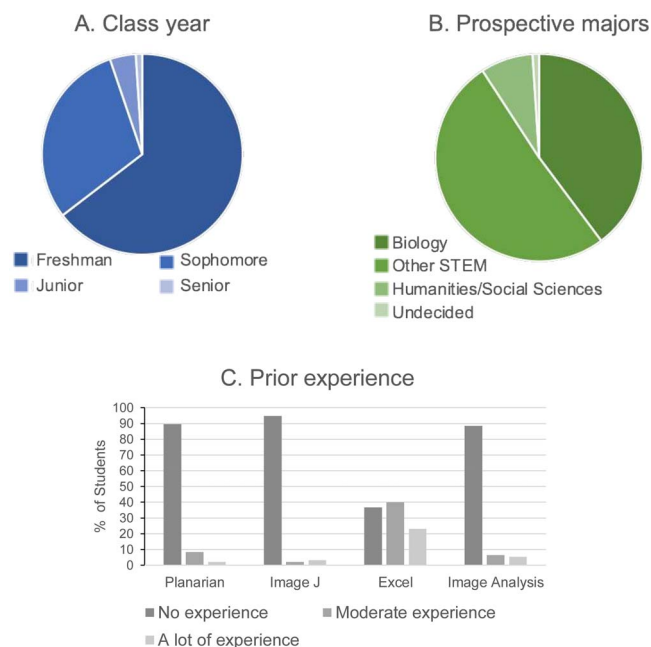 A. Class year
Freshman Sophomore
Junior Senior
B. Prospective majors
Biology
Other STEM
Humanities/Social Sciences
Undecided
C. Prior experience
% of Students
100
90
80
70
60
50
40
30
20
10
0
Planarian Image J Excel Image Analysis
No experience Moderate experience
A lot of experience